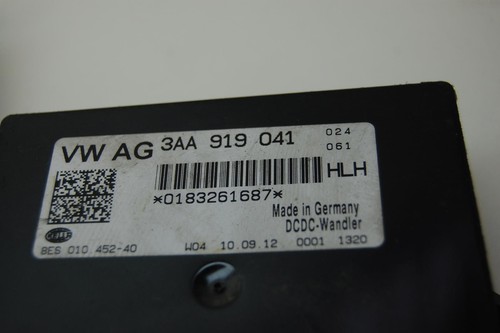 VW AG 3AA 919 041 024
061
HLH
*0183261687*
Made in Germany
DCDC-Wandler
BES 010 452-40 W04 10.09.12 0001 1320